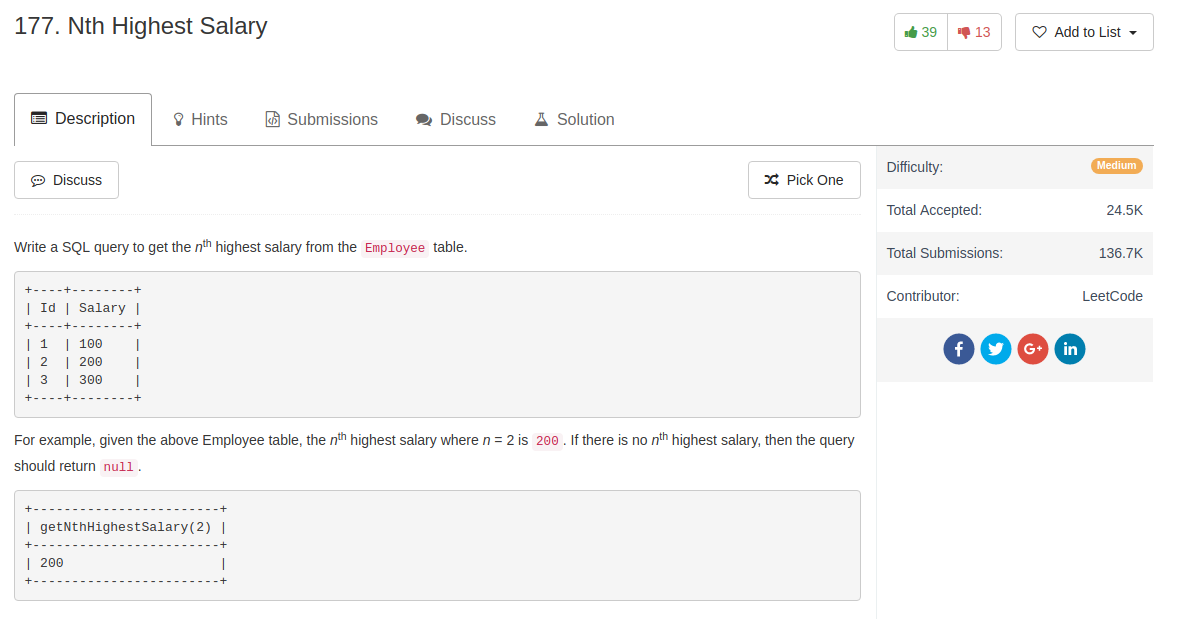 177. Nth Highest Salary
39
13
Add to List
Description
Hints
Submissions
Discuss
Solution
Discuss
Pick One
Difficulty:
Medium
Total Accepted:
24.5K
Total Submissions:
136.7K
Contributor:
LeetCode
Write a SQL query to get the nth highest salary from the Employee table.
+----+--------+
| Id | Salary |
+----+--------+
| 1  | 100    |
| 2  | 200    |
| 3  | 300    |
+----+--------+
For example, given the above Employee table, the nth highest salary where n = 2 is 200. If there is no nth highest salary, then the query
should return null.
+------------------------+
| getNthHighestSalary(2) |
+------------------------+
| 200                    |
+------------------------+
f
G+
in